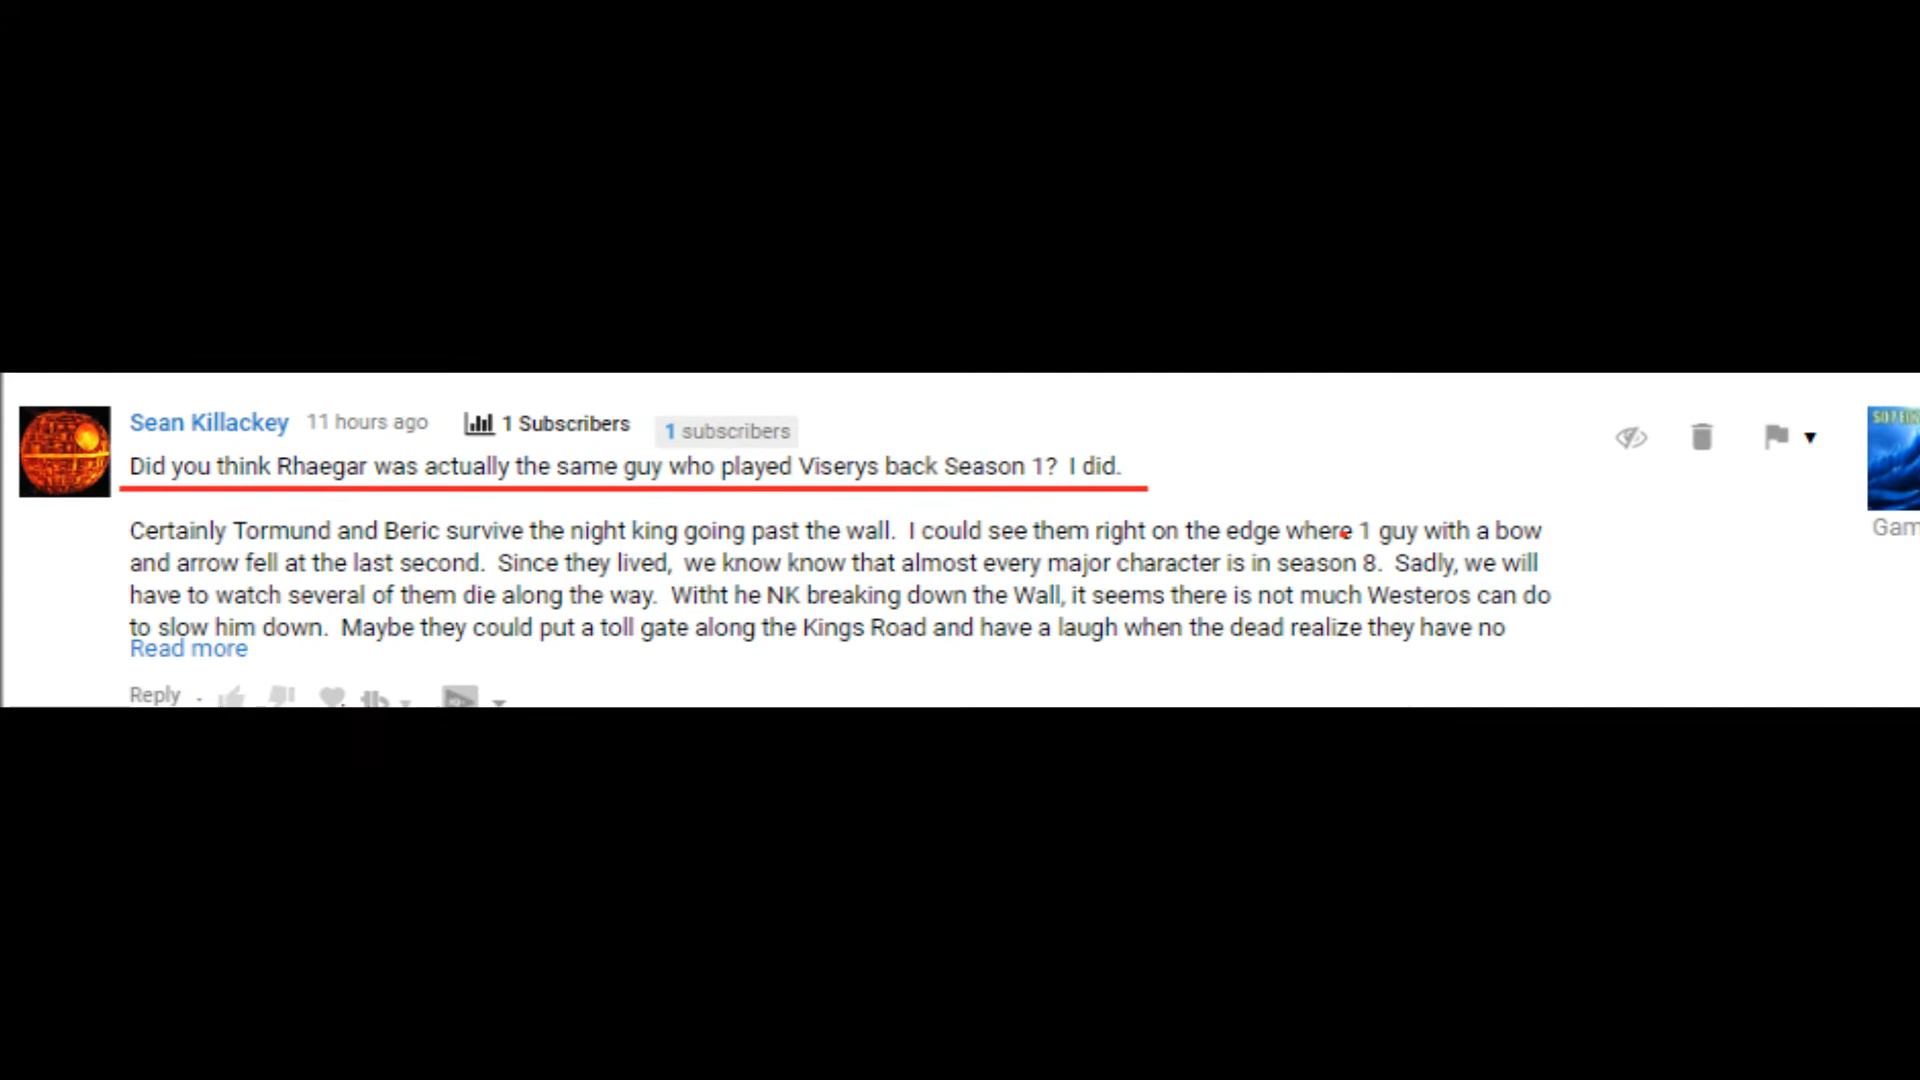 Sean Killackey 11 hours ago 1 Subscribers 1 subscribers
Did you think Rhaegar was actually the same guy who played Viserys back Season 1? I did.
Certainly Tormund and Beric survive the night king going past the wall. I could see them right on the edge where 1 guy with a bow
and arrow fell at the last second. Since they lived, we know know that almost every major character is in season 8. Sadly, we will
have to watch several of them die along the way. Witht he NK breaking down the Wall, it seems there is not much Westeros can do
to slow him down. Maybe they could put a toll gate along the Kings Road and have a laugh when the dead realize they have no
Read more
Reply
Gam